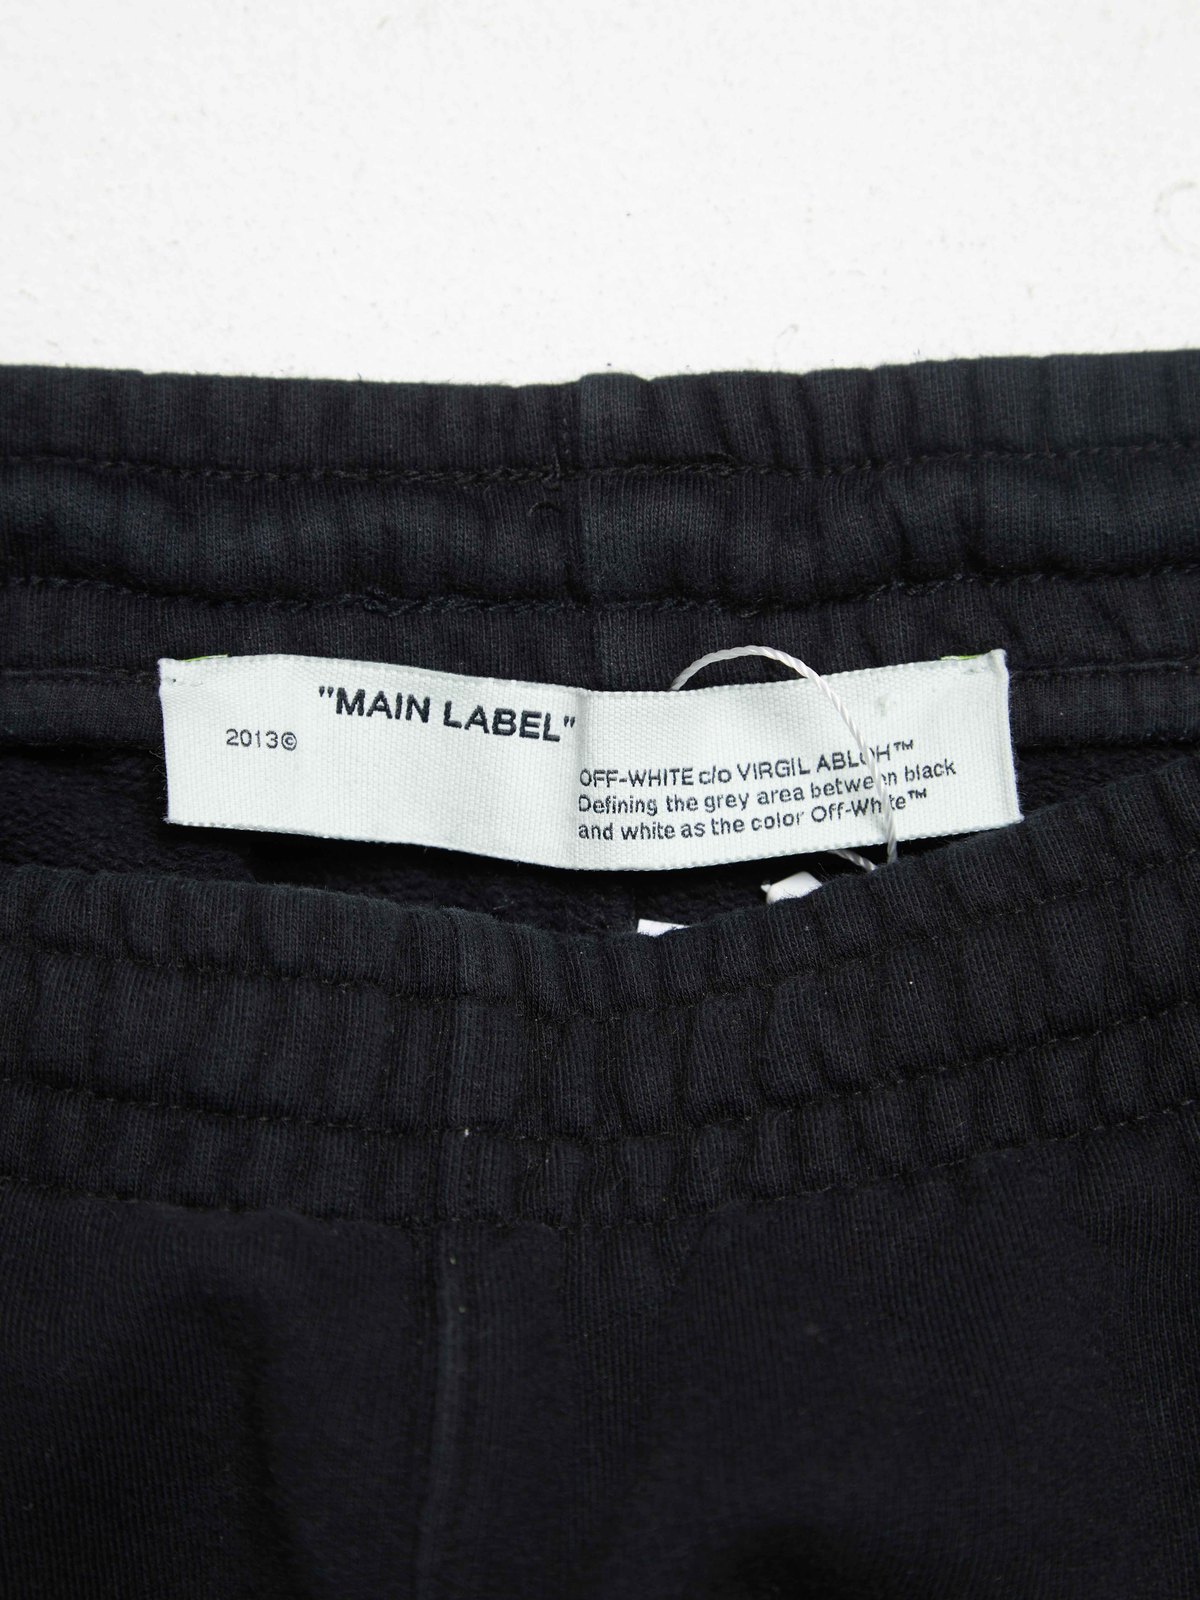 "MAIN LABEL"
2013©
OFF-WHITE c/o VIRGIL ABLOH™
Defining the grey area between black
and white as the color Off-White™